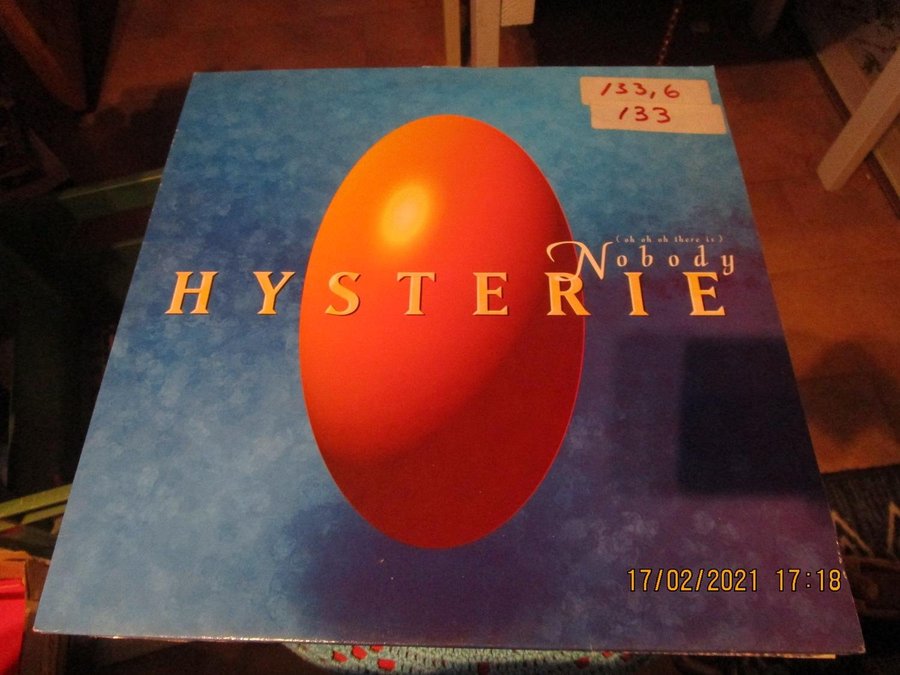 133,6
133
(oh oh oh there is)
Nobody
HYSTERIE
17/02/2021 17:18